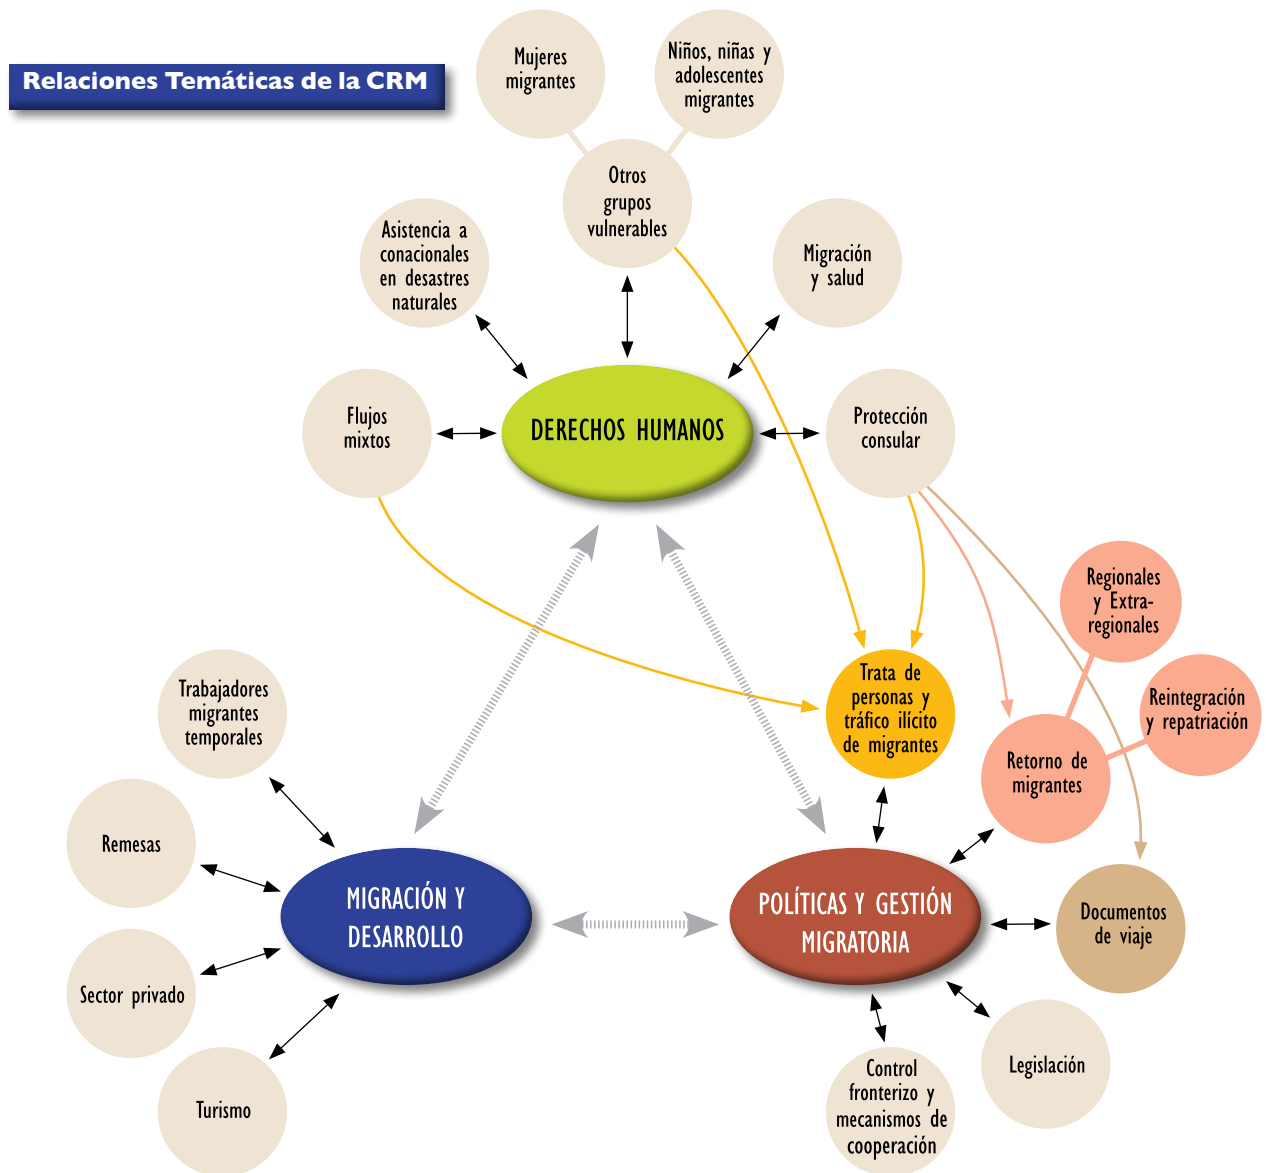 Relaciones Temáticas de la CRM
Mujeres
migrantes
Niños, niñas y
adolescentes
migrantes
Otros
grupos
vulnerables
Asistencia a
conacionales
en desastres
naturales
Migración
y salud
Flujos
mixtos
DERECHOS HUMANOS
Protección
consular
Regionales
y Extra-
regionales
Trabajadores
migrantes
temporales
Trata de
personas y
tráfico ilícito
de migrantes
Reintegración
y repatriación
Retorno de
migrantes
Remesas
MIGRACIÓN Y
DESARROLLO
POLÍTICAS Y GESTIÓN
MIGRATORIA
Documentos
de viaje
Sector privado
Legislación
Turismo
Control
fronterizo y
mecanismos de
cooperación